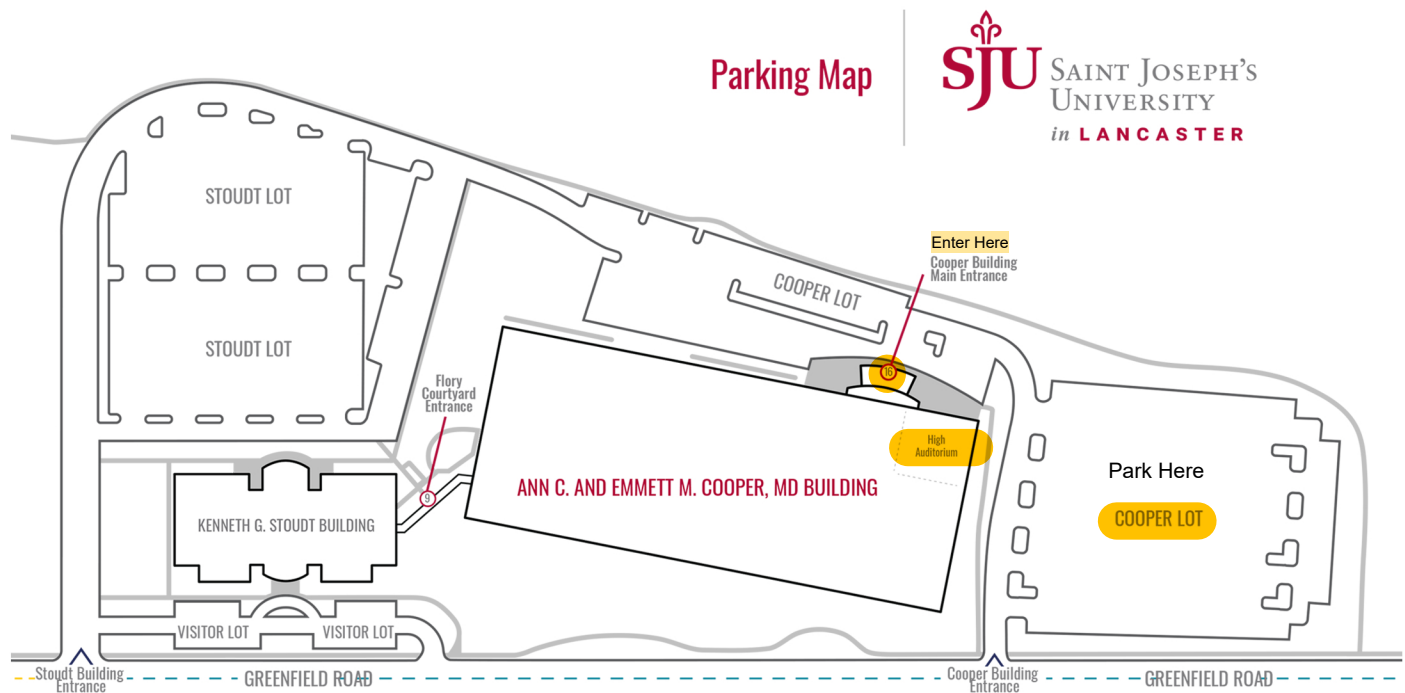 Parking Map
SJU
SAINT JOSEPH'S
UNIVERSITY
in LANCASTER
STOUDT LOT
Enter Here
Cooper Building
Main Entrance
COOPER LOT
STOUDT LOT
16
Flory
Courtyard
Entrance
High
Auditorium
Park Here
ANN C. AND EMMETT M. COOPER, MD BUILDING
9
COOPER LOT
KENNETH G. STOUDT BUILDING
VISITOR LOT
VISITOR LOT
Stoudt Building
Entrance
GREENFIELD ROAD
Cooper Building
Entrance
GREENFIELD ROAD